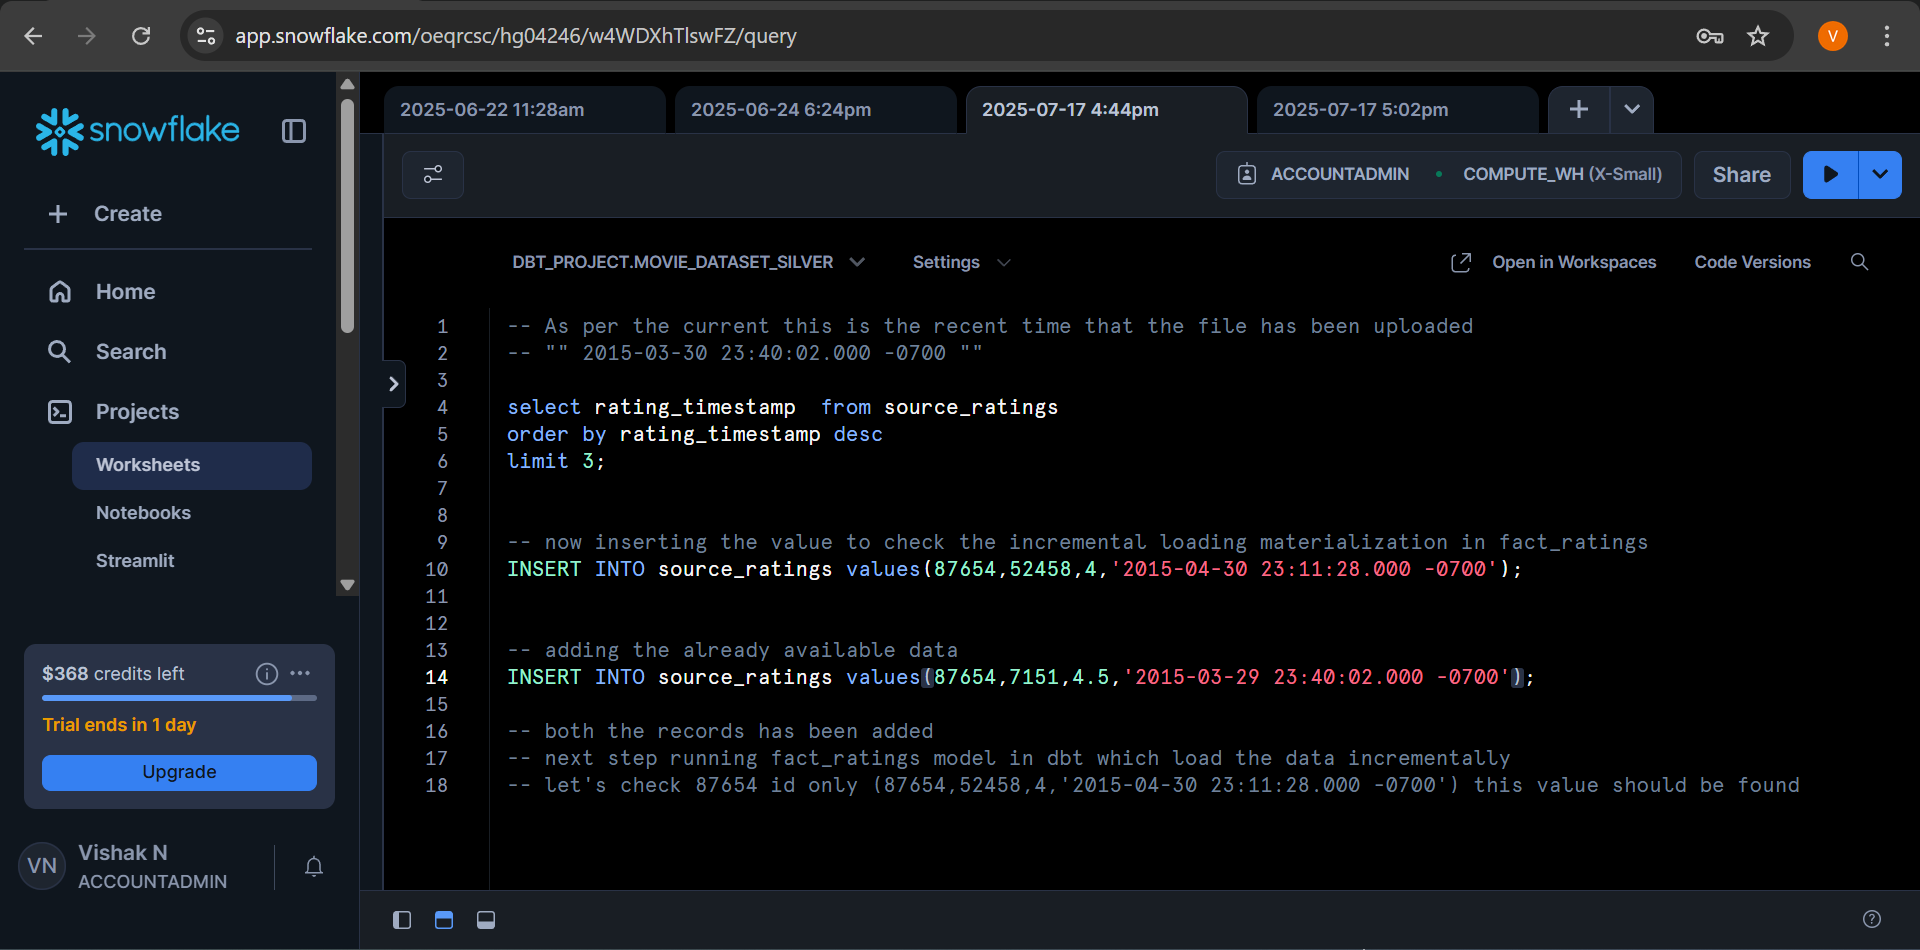 app.snowflake.com/oeqrcsc/hg04246/w4WDXhTlswFZ/query
V
snowflake
Create
Home
Search
Projects
Worksheets
Notebooks
Streamlit
$368 credits left
Trial ends in 1 day
Upgrade
VN
Vishak N
ACCOUNTADMIN
2025-06-22 11:28am
2025-06-24 6:24pm
2025-07-17 4:44pm
2025-07-17 5:02pm
ACCOUNTADMIN
COMPUTE_WH (X-Small)
Share
DBT_PROJECT.MOVIE_DATASET_SILVER
Settings
Open in Workspaces
Code Versions
1 -- As per the current this is the recent time that the file has been uploaded
2 -- "" 2015-03-30 23:40:02.000 -0700 ""
3
4 select rating_timestamp  from source_ratings
5 order by rating_timestamp desc
6 limit 3;
7
8
9 -- now inserting the value to check the incremental loading materialization in fact_ratings
10 INSERT INTO source_ratings values(87654,52458,4,'2015-04-30 23:11:28.000 -0700');
11
12
13 -- adding the already available data
14 INSERT INTO source_ratings values(87654,7151,4.5,'2015-03-29 23:40:02.000 -0700');
15
16 -- both the records has been added
17 -- next step running fact_ratings model in dbt which load the data incrementally
18 -- let's check 87654 id only (87654,52458,4,'2015-04-30 23:11:28.000 -0700') this value should be found